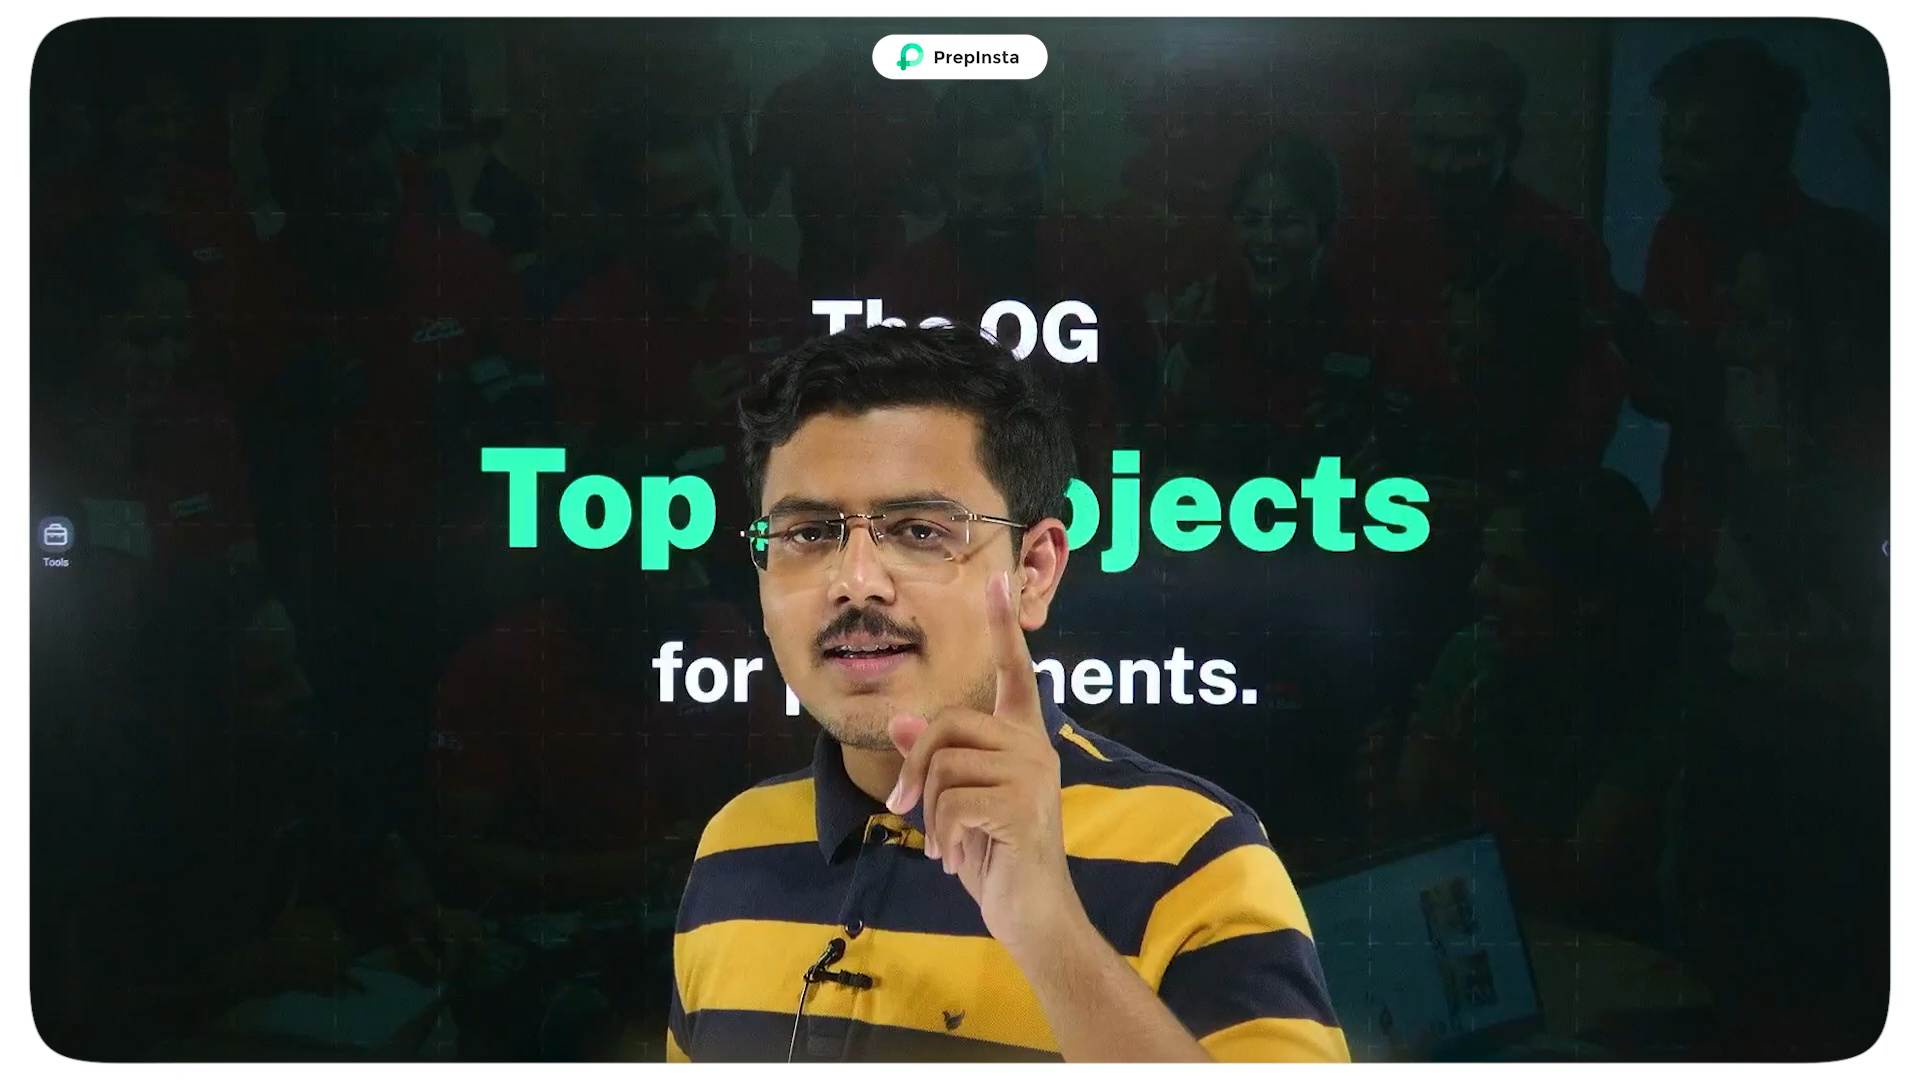 PrepInsta
The OG
Top ojects
for ments.
Tools